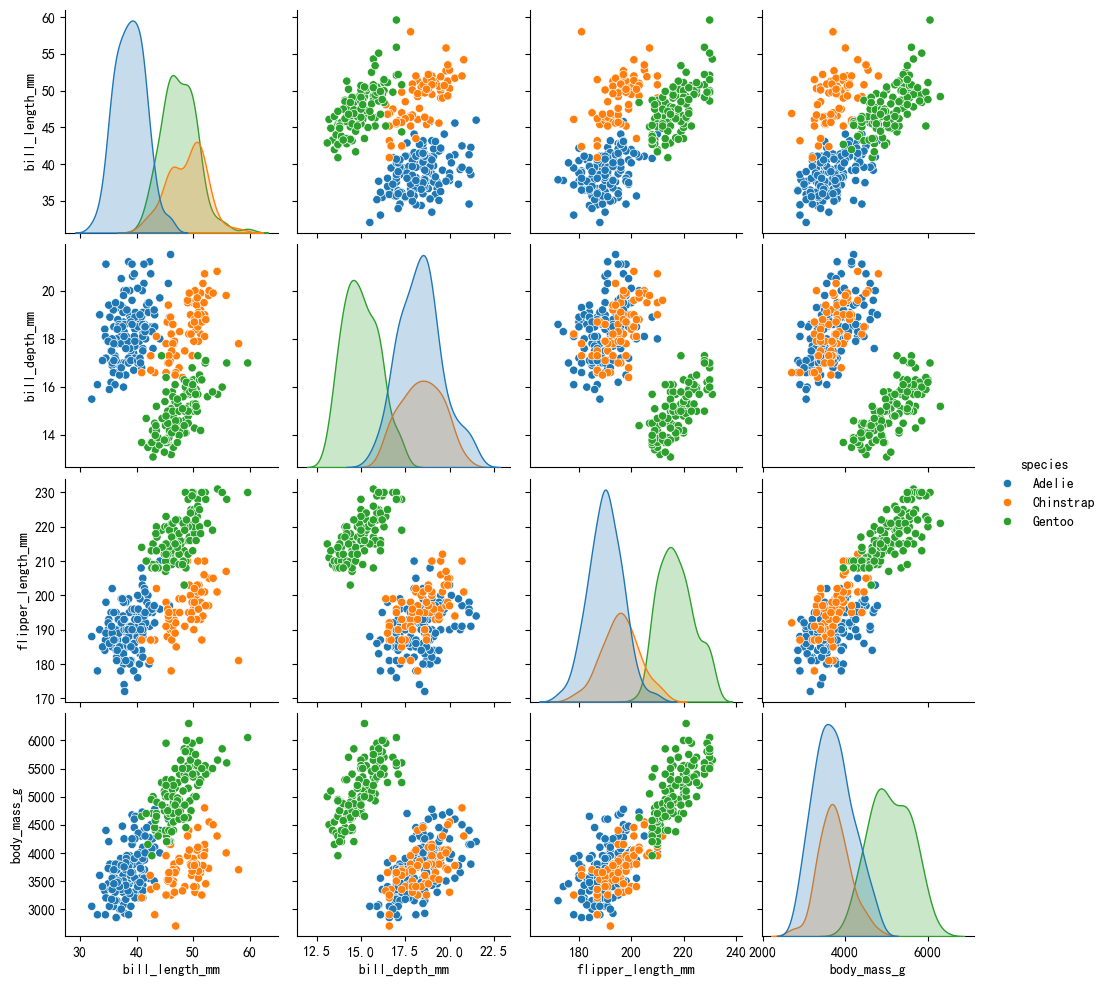 60
55
50
45
40
35
bill_length_mm
20
18
16
14
bill_depth_mm
species
Adelie
Chinstrap
Gentoo
230
220
210
200
190
180
170
flipper_length_mm
6000
5500
5000
4500
4000
3500
3000
body_mass_g
30 40 50 60
bill_length_mm
12.5 15.0 17.5 20.0 22.5
bill_depth_mm
180 200 220 240
flipper_length_mm
2000 4000 6000
body_mass_g